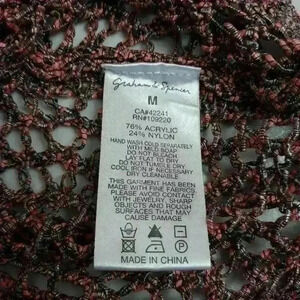 Graham & Spencer
M
CA#42241
RN#109220
76% ACRYLIC
24% NYLON
HAND WASH COLD SEPARATELY
WITH MILD SOAP
DO NOT BLEACH
LAY FLAT TO DRY
DO NOT TUMBLE DRY
COOL IRON IF NECESSARY
DRY CLEANABLE
THIS GARMENT HAS BEEN
MADE WITH FINE FABRICS
PLEASE AVOID CONTACT
WITH JEWELRY, SHARP
OBJECTS AND ROUGH
SURFACES THAT MAY
CAUSE DAMAGE
MADE IN CHINA